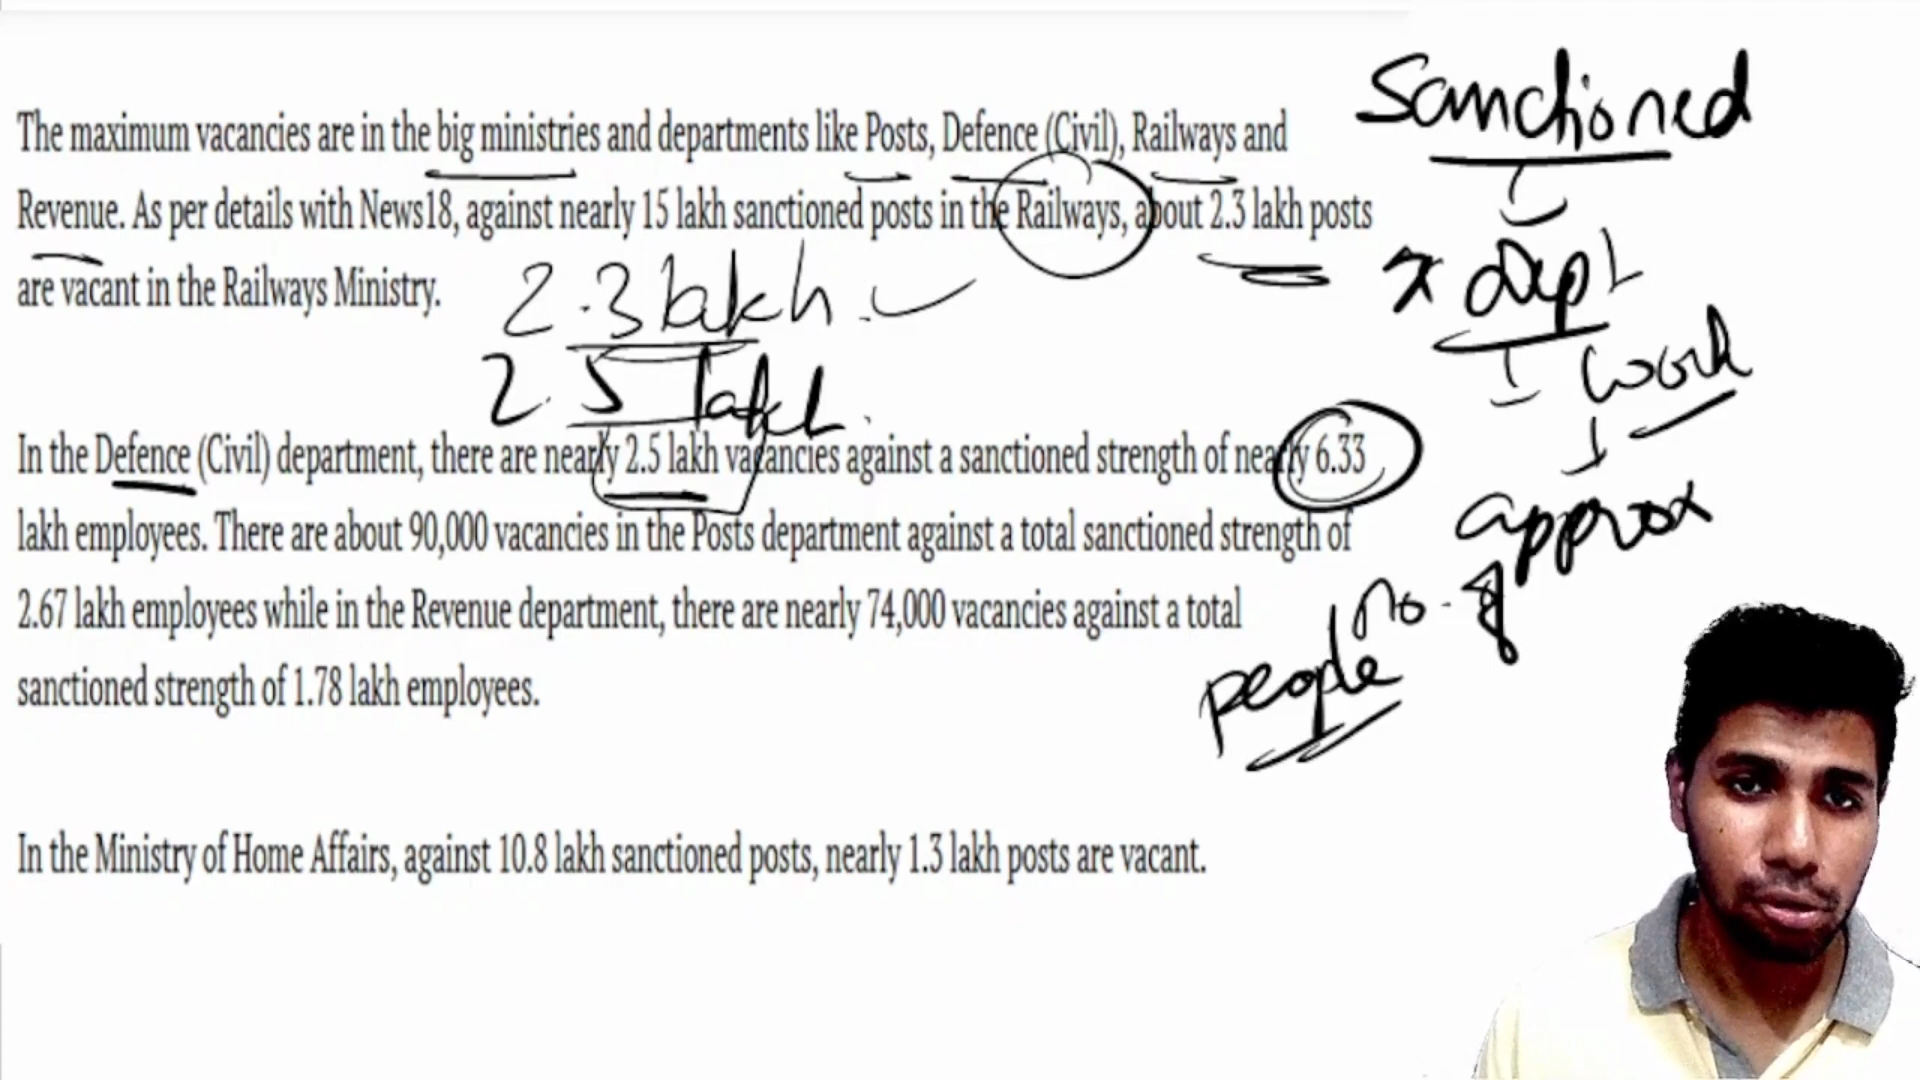 The maximum vacancies are in the big ministries and departments like Posts, Defence (Civil), Railways and
Revenue. As per details with News18, against nearly 15 lakh sanctioned posts in the Railways, about 2.3 lakh posts
are vacant in the Railways Ministry.
2.3 lakh.
2.5 lakh.
In the Defence (Civil) department, there are nearly 2.5 lakh vacancies against a sanctioned strength of nearly 6.33
lakh employees. There are about 90,000 vacancies in the Posts department against a total sanctioned strength of
2.67 lakh employees while in the Revenue department, there are nearly 74,000 vacancies against a total
sanctioned strength of 1.78 lakh employees.
In the Ministry of Home Affairs, against 10.8 lakh sanctioned posts, nearly 1.3 lakh posts are vacant.
Sanctioned
x dept
work
approx
no. of
people